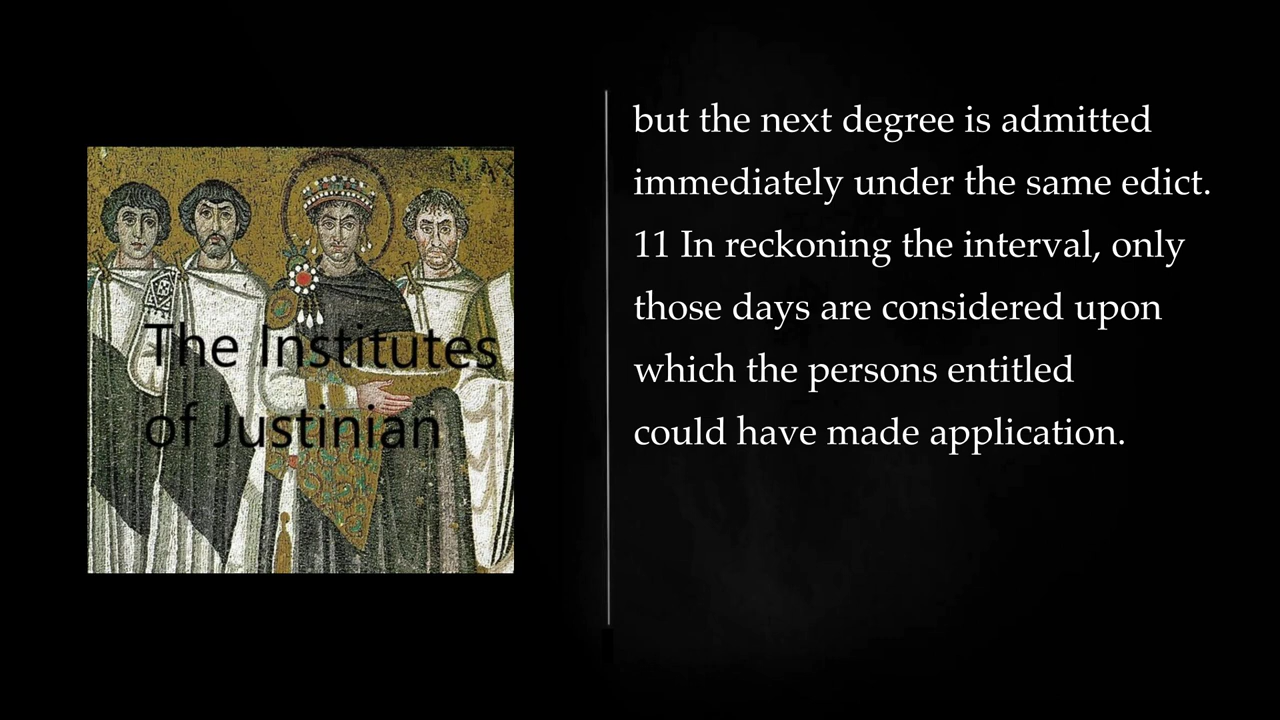 MAX
The Institutes
of Justinian
but the next degree is admitted
immediately under the same edict.
11 In reckoning the interval, only
those days are considered upon
which the persons entitled
could have made application.